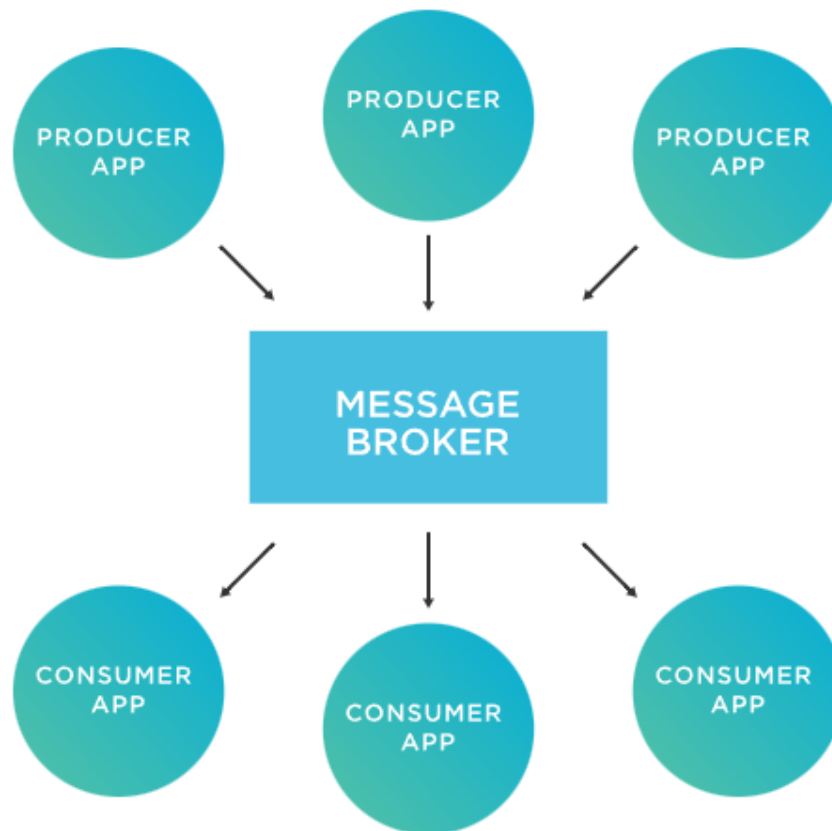 PRODUCER
APP
PRODUCER
APP
PRODUCER
APP
MESSAGE
BROKER
CONSUMER
APP
CONSUMER
APP
CONSUMER
APP